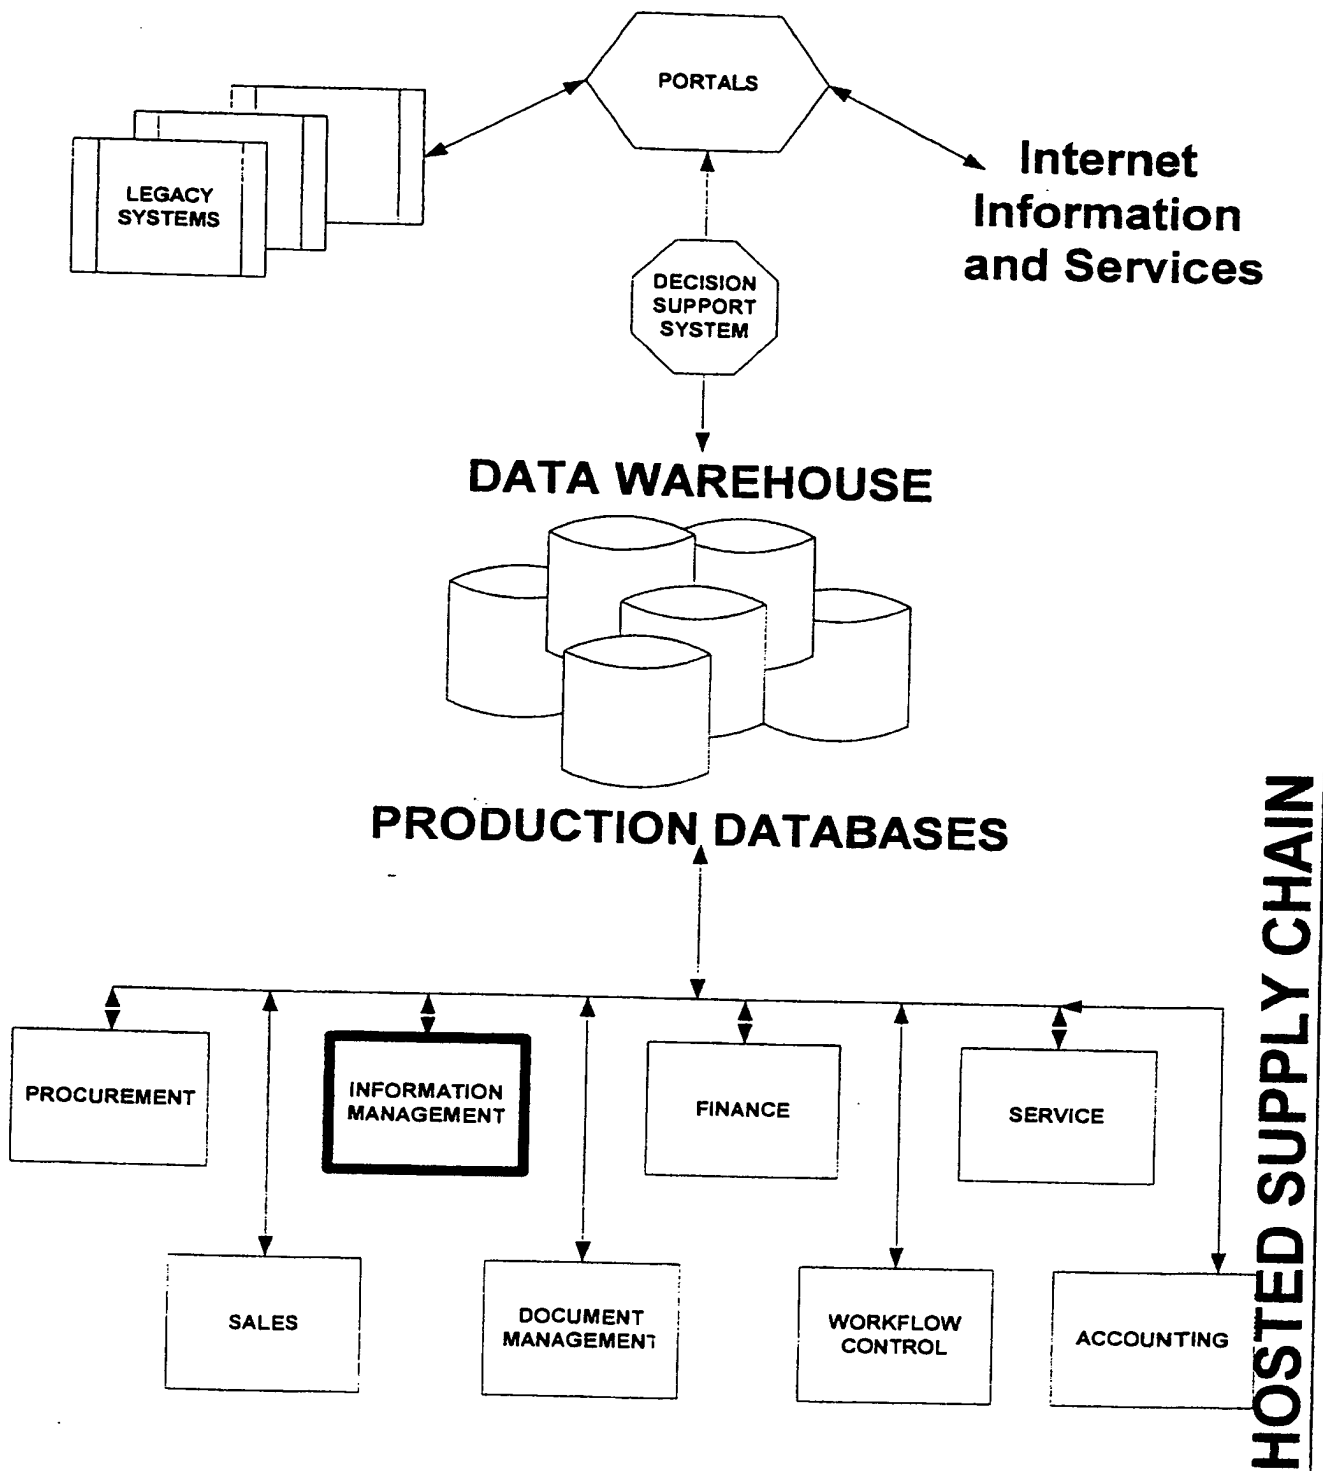 PORTALS
LEGACY
SYSTEMS
Internet
Information
and Services
DECISION
SUPPORT
SYSTEM
DATA WAREHOUSE
PRODUCTION DATABASES
HOSTED SUPPLY CHAIN
PROCUREMENT
INFORMATION
MANAGEMENT
FINANCE
SERVICE
SALES
DOCUMENT
MANAGEMENT
WORKFLOW
CONTROL
ACCOUNTING